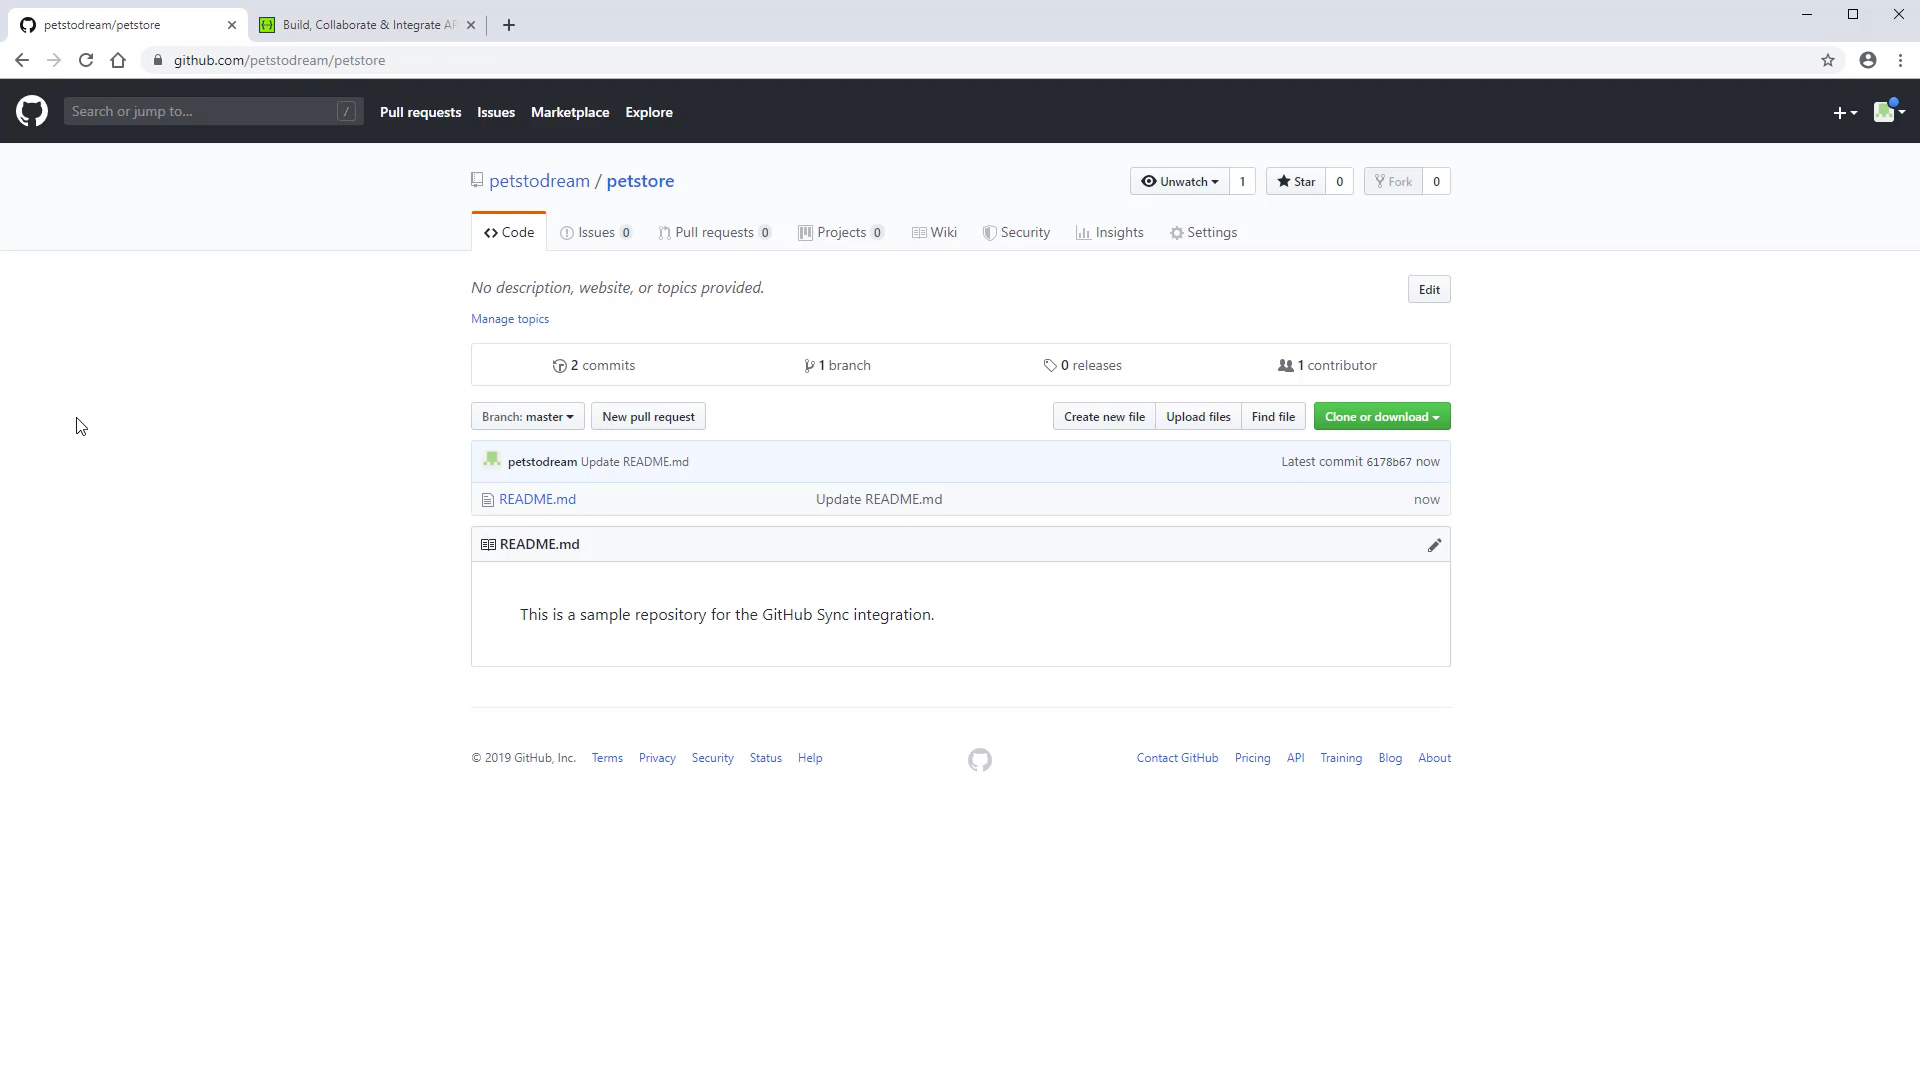 petstodream/petstore
Build, Collaborate & Integrate AP
github.com/petstodream/petstore
Search or jump to... / Pull requests Issues Marketplace Explore
petstodream / petstore Unwatch 1 Star 0 Fork 0
Code Issues 0 Pull requests 0 Projects 0 Wiki Security Insights Settings
No description, website, or topics provided. Edit
Manage topics
2 commits 1 branch 0 releases 1 contributor
Branch: master New pull request Create new file Upload files Find file Clone or download
petstodream Update README.md Latest commit 6178b67 now
README.md Update README.md now
README.md
This is a sample repository for the GitHub Sync integration.
© 2019 GitHub, Inc. Terms Privacy Security Status Help Contact GitHub Pricing API Training Blog About